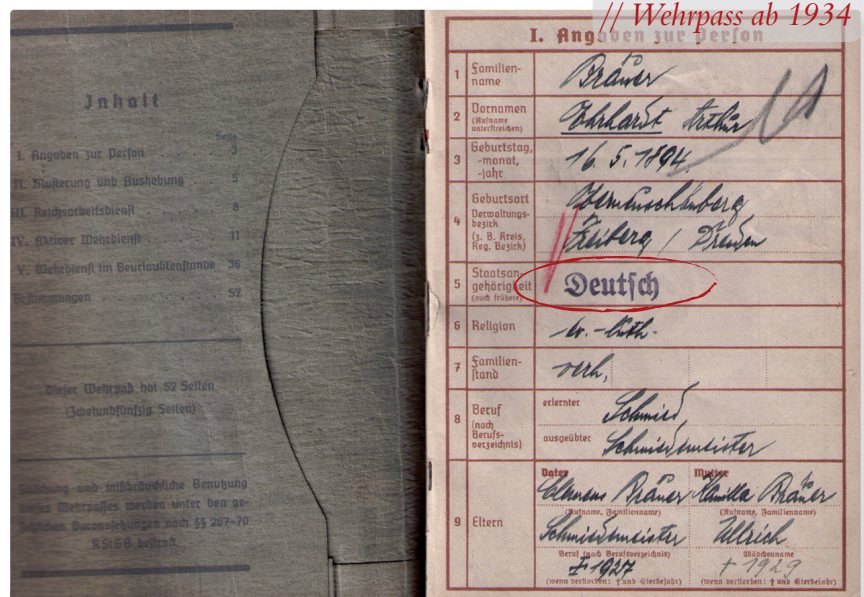 // Wehrpass ab 1934
Inhalt
Seite
I. Angaben zur Person . . . 3
II. Musterung und Aushebung . 5
III. Reichsarbeitsdienst . . . 8
IV. Aktiver Wehrdienst . . . 11
V. Wehrdienst im Beurlaubtenstande 36
Bestimmungen . . . 52
Dieser Wehrpaß hat 52 Seiten
(Zweiundfünfzig Seiten)
und mißbräuchliche Benutzung
des Wehrpasses werden unter den ge-
Voraussetzungen nach §§ 267–70
RStGB bestraft.
I. Angaben zur Person
1 Familien-
name
Bräuer
2 Vornamen
(Rufname
unterstreichen)
Ehrhardt Arthur
3 Geburtstag,
-monat,
-jahr
16. 5. 1894.
4 Geburtsort
Verwaltungs-
bezirk
(z. B. Kreis,
Reg. Bezirk)
Freiberg / Dresden
5 Staatsan-
gehörigkeit
(auch frühere)
Deutsch
6 Religion
ev.-luth.
7 Familien-
stand
verh.
8 Beruf
(nach
Berufs-
verzeichnis)
erlernter
Schmied
ausgeübter
Schmiedemeister
9 Eltern
Vater Mutter
Clemens Bräuer Kamilla Bräuer
(Rufname, Familienname) (Rufname, Familienname)
Schmiedemeister Ullrich
Beruf (nach Berufsverzeichnis) Mädchenname
† 1927 † 1929
(wenn verstorben: † und Sterbejahr) (wenn verstorben: † und Sterbejahr)